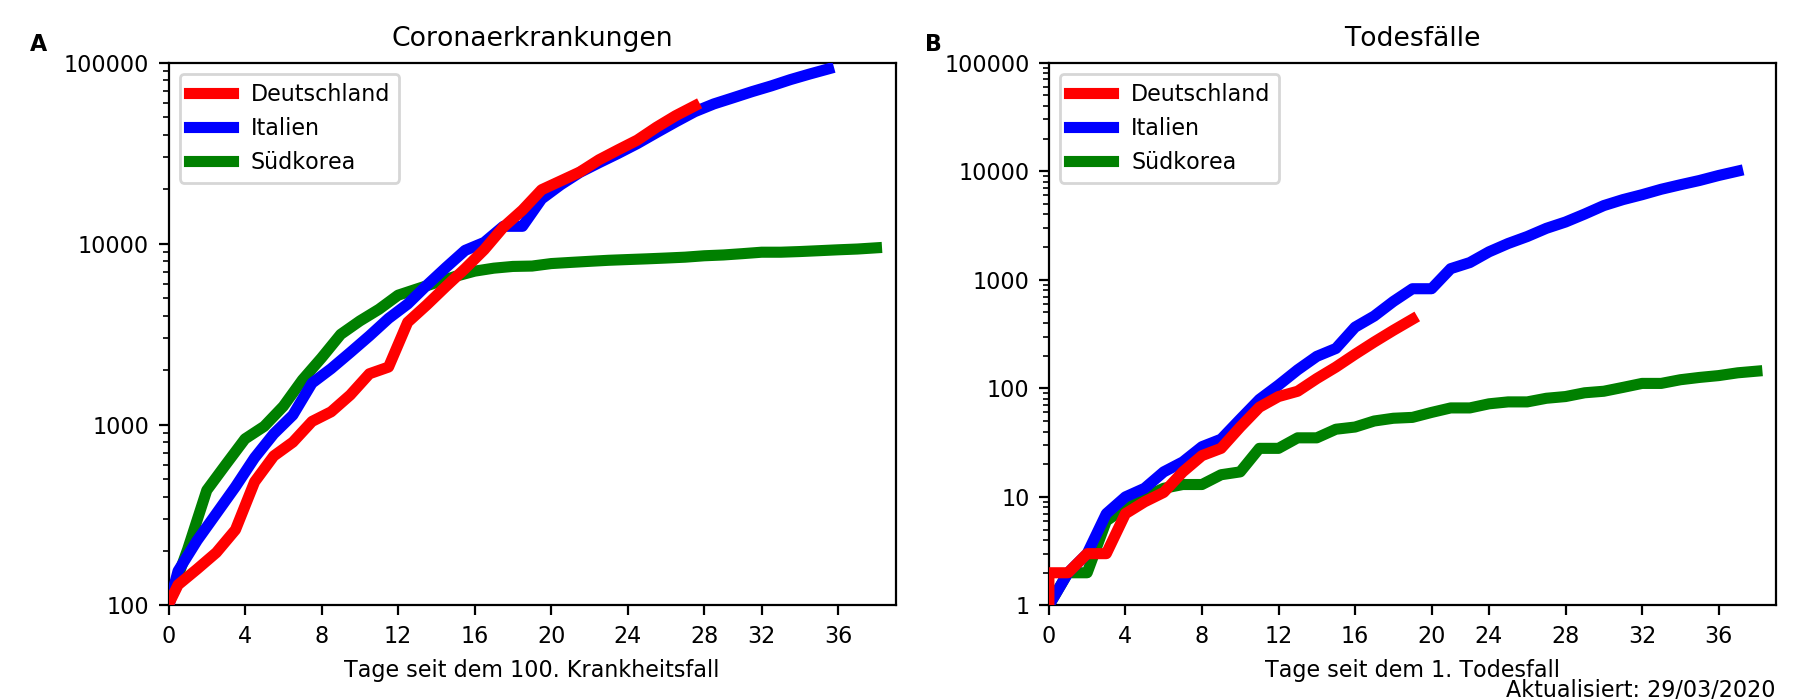 A
Coronaerkrankungen
100000
10000
1000
100
Deutschland
Italien
Südkorea
0 4 8 12 16 20 24 28 32 36
Tage seit dem 100. Krankheitsfall
B
Todesfälle
100000
10000
1000
100
10
1
Deutschland
Italien
Südkorea
0 4 8 12 16 20 24 28 32 36
Tage seit dem 1. Todesfall
Aktualisiert: 29/03/2020